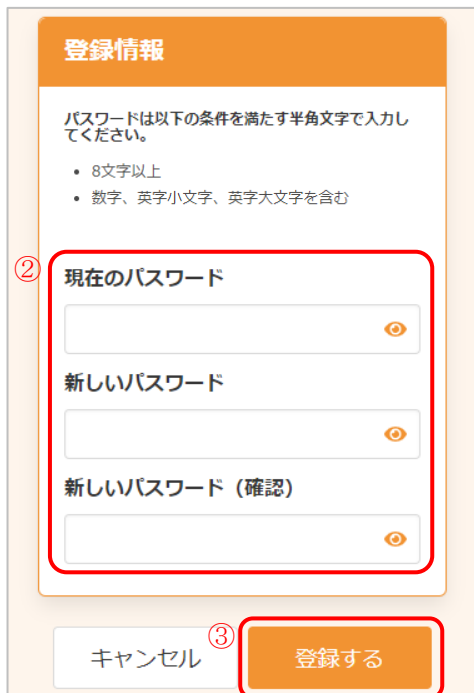 登録情報
パスワードは以下の条件を満たす半角文字で入力し
てください。
• 8文字以上
• 数字、英字小文字、英字大文字を含む
②
現在のパスワード
新しいパスワード
新しいパスワード（確認）
③
キャンセル
登録する